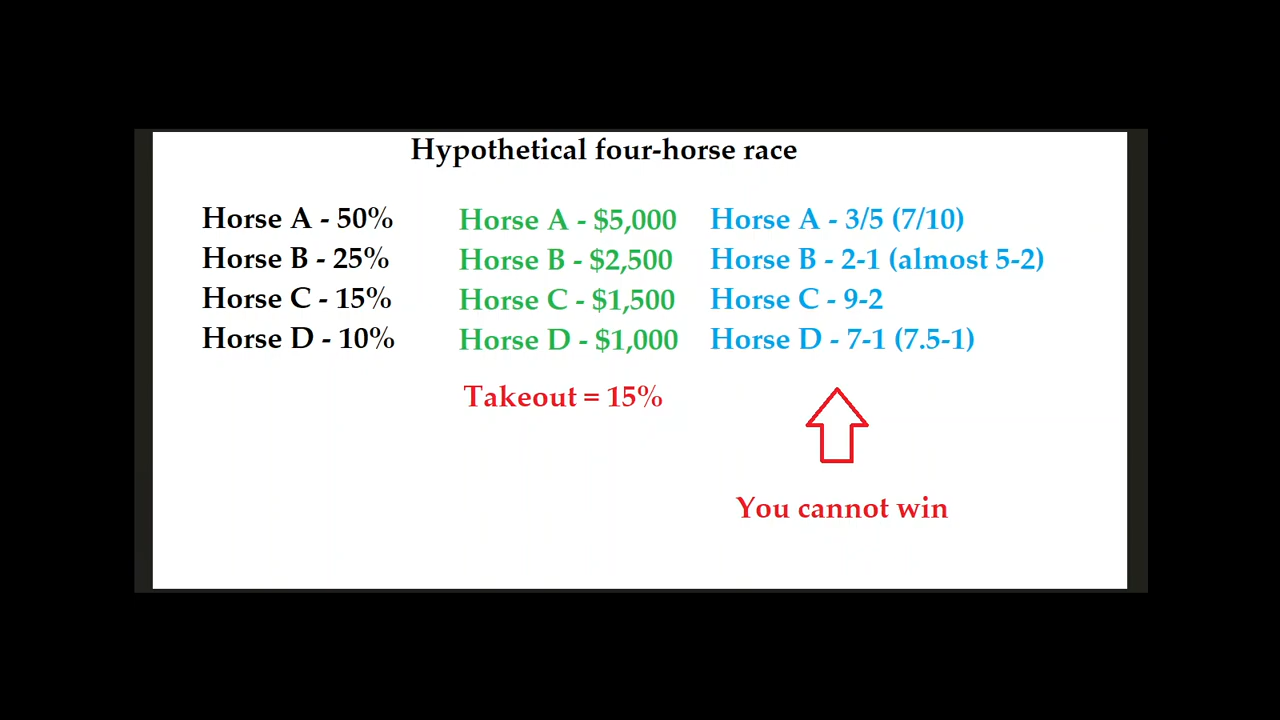 Hypothetical four-horse race
Horse A - 50%
Horse B - 25%
Horse C - 15%
Horse D - 10%
Horse A - $5,000
Horse B - $2,500
Horse C - $1,500
Horse D - $1,000
Takeout = 15%
Horse A - 3/5 (7/10)
Horse B - 2-1 (almost 5-2)
Horse C - 9-2
Horse D - 7-1 (7.5-1)
You cannot win